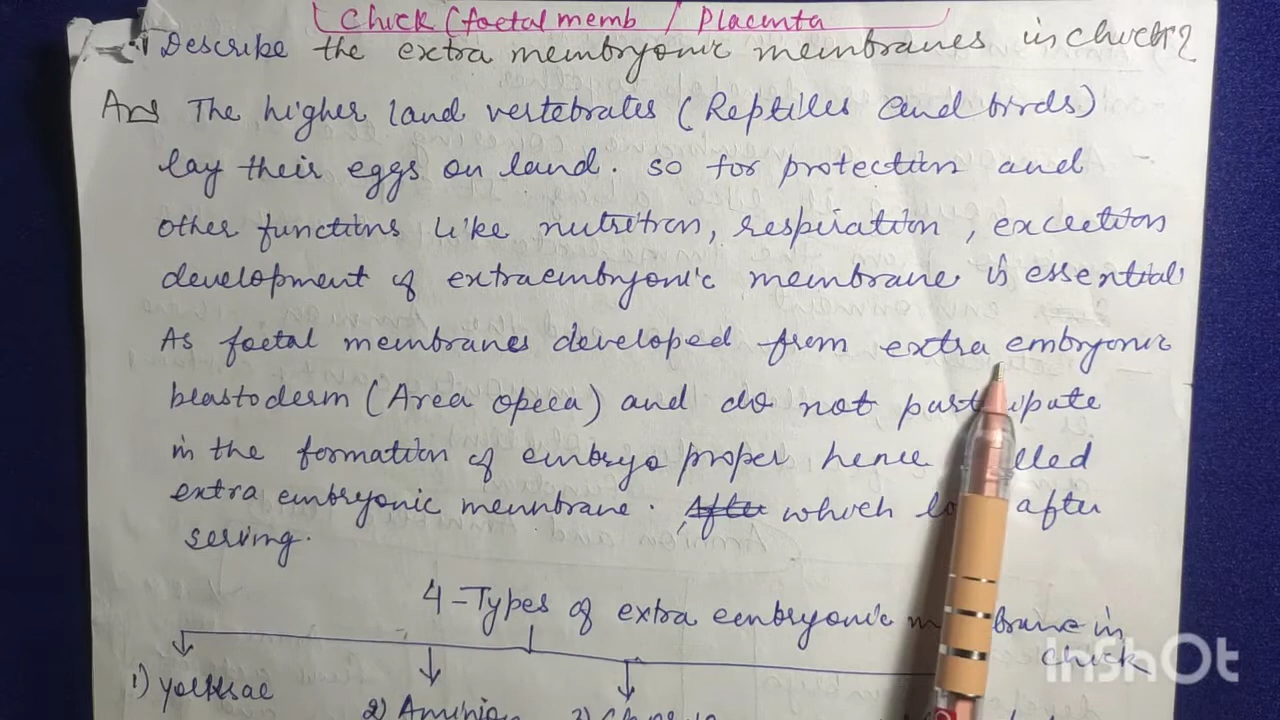 Chick (foetal memb / Placenta
Describe the extra membryonic membranes in chick?
Ans The higher land vertebrates (Reptiles and birds)
lay their eggs on land. so for protection and
other functions like nutrition, respiration, excretion
development of extraembryonic membrane is essential
As foetal membranes developed from extra embryonic
blastoderm (Area opeca) and do not participate
in the formation of embryo proper hence
extra embryonic membrane. After which after
serving.
4-Types of extra embryonic in
chick
1) yolksac
2) Amnion 3)
InShOt